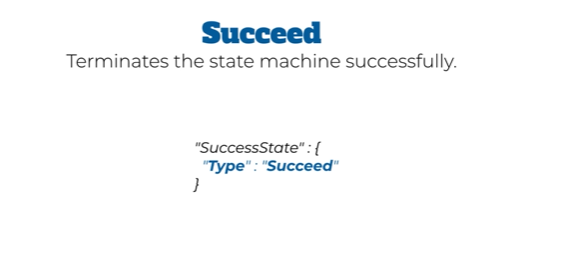 Succeed
Terminates the state machine successfully.
"SuccessState" : {
"Type" : "Succeed"
}